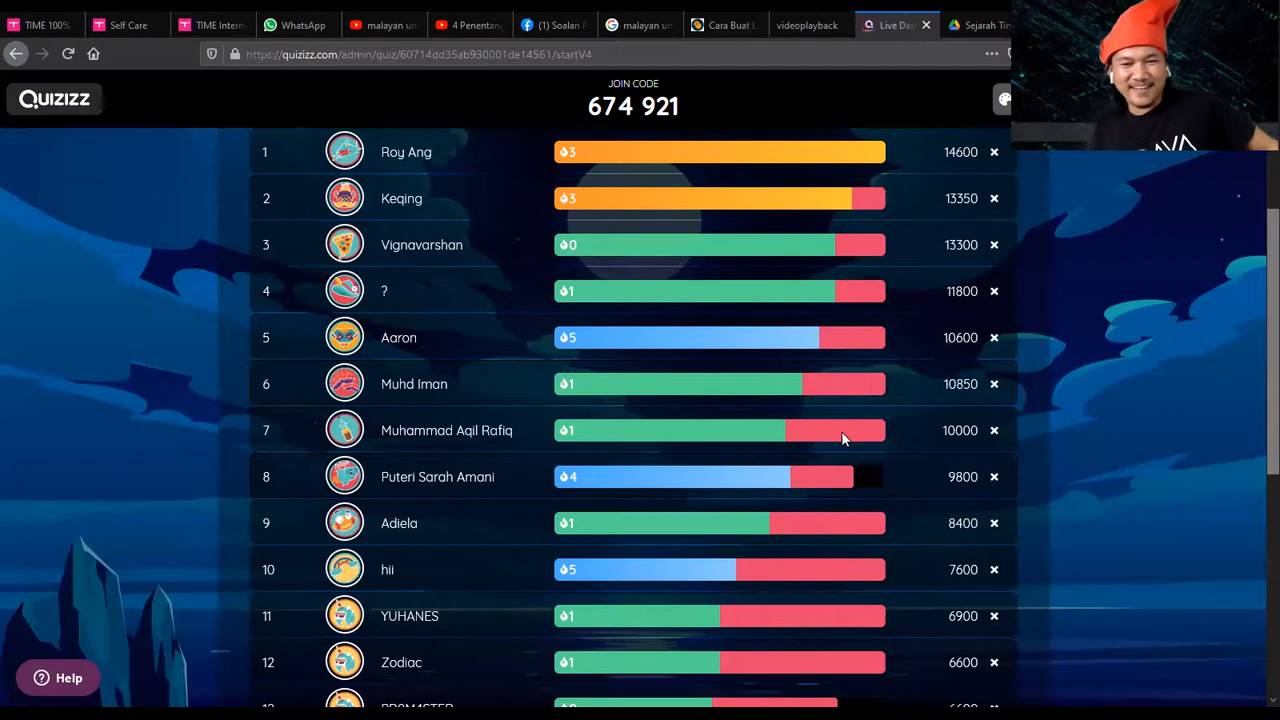 TIME 100%
Self Care
TIME Intern
WhatsApp
malayan un
4 Penentang
(1) Soalan P
malayan un
Cara Buat L
videoplayback
Live Das
Sejarah Tin
https://quizizz.com/admin/quiz/60714dd35ab930001de14561/startV4
QUIZIZZ
JOIN CODE
674 921
1 Roy Ang 3 14600
2 Keqing 3 13350
3 Vignavarshan 0 13300
4 ? 1 11800
5 Aaron 5 10600
6 Muhd Iman 1 10850
7 Muhammad Aqil Rafiq 1 10000
8 Puteri Sarah Amani 4 9800
9 Adiela 1 8400
10 hii 5 7600
11 YUHANES 1 6900
12 Zodiac 1 6600
Help